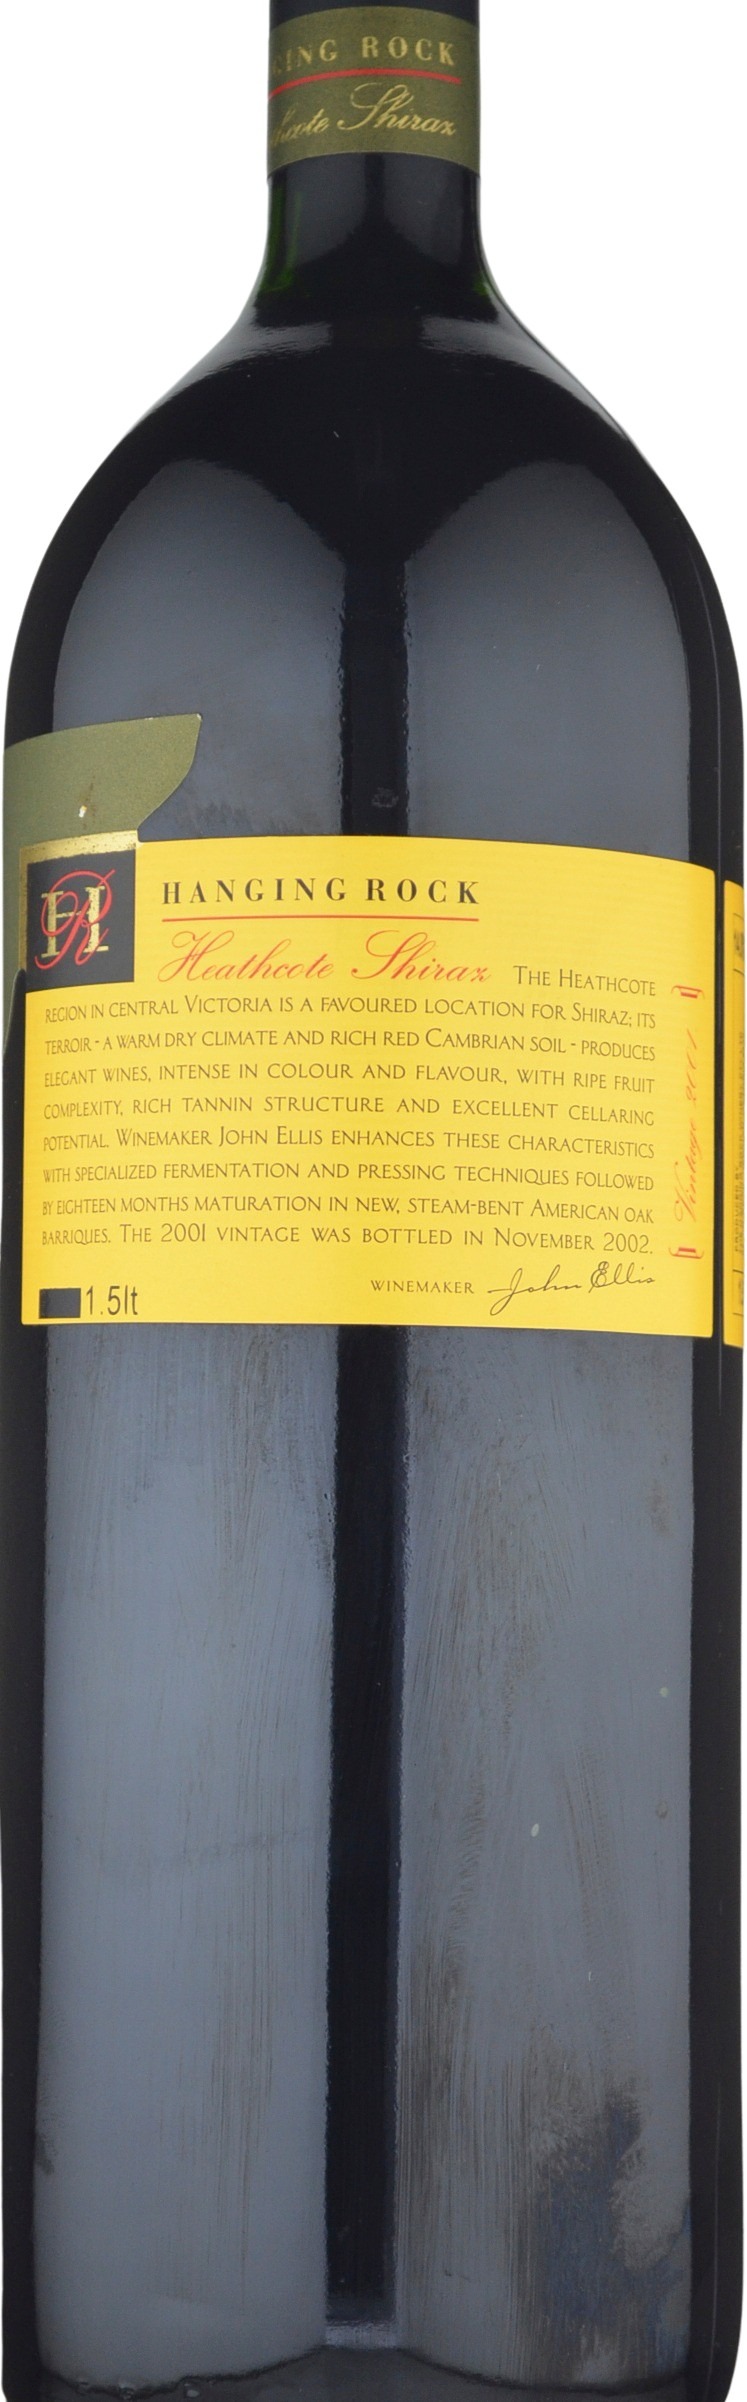 ING ROCK
Shiraz
HR
HANGING ROCK
Heathcote Shiraz THE HEATHCOTE
REGION IN CENTRAL VICTORIA IS A FAVOURED LOCATION FOR SHIRAZ; ITS
TERROIR - A WARM DRY CLIMATE AND RICH RED CAMBRIAN SOIL - PRODUCES
ELEGANT WINES, INTENSE IN COLOUR AND FLAVOUR, WITH RIPE FRUIT
COMPLEXITY, RICH TANNIN STRUCTURE AND EXCELLENT CELLARING
POTENTIAL. WINEMAKER JOHN ELLIS ENHANCES THESE CHARACTERISTICS
WITH SPECIALIZED FERMENTATION AND PRESSING TECHNIQUES FOLLOWED
BY EIGHTEEN MONTHS MATURATION IN NEW, STEAM-BENT AMERICAN OAK
BARRIQUES. THE 2001 VINTAGE WAS BOTTLED IN NOVEMBER 2002.
WINEMAKER John Ellis
1.5lt
Vintage 2001